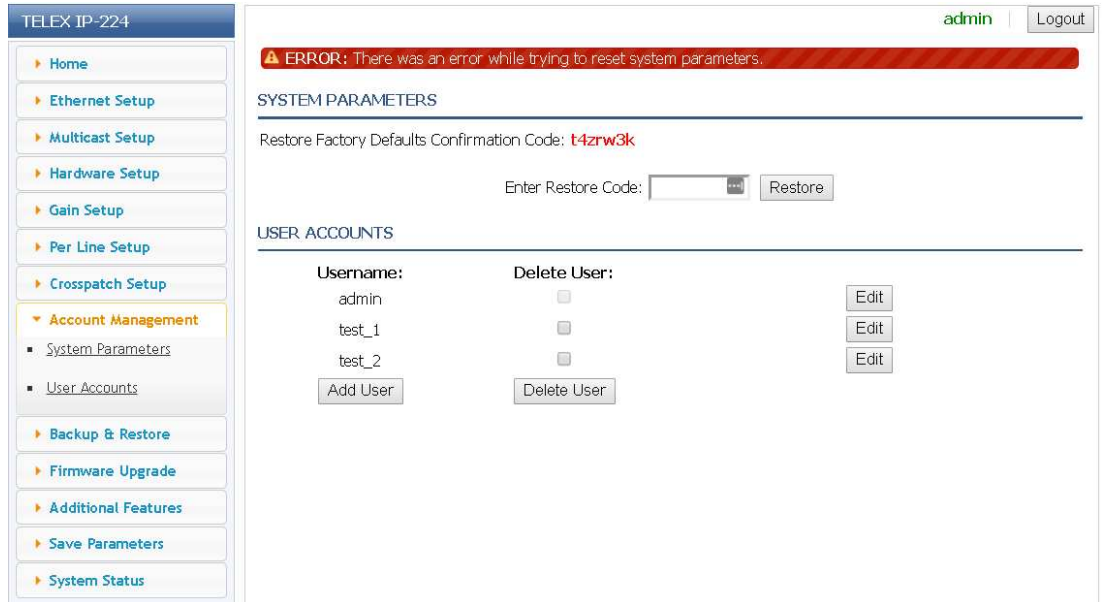 TELEX IP-224
Home
Ethernet Setup
Multicast Setup
Hardware Setup
Gain Setup
Per Line Setup
Crosspatch Setup
Account Management
System Parameters
User Accounts
Backup & Restore
Firmware Upgrade
Additional Features
Save Parameters
System Status
admin Logout
ERROR: There was an error while trying to reset system parameters.
SYSTEM PARAMETERS
Restore Factory Defaults Confirmation Code: t4zrw3k
Enter Restore Code: Restore
USER ACCOUNTS
Username: Delete User:
admin Edit
test_1 Edit
test_2 Edit
Add User Delete User